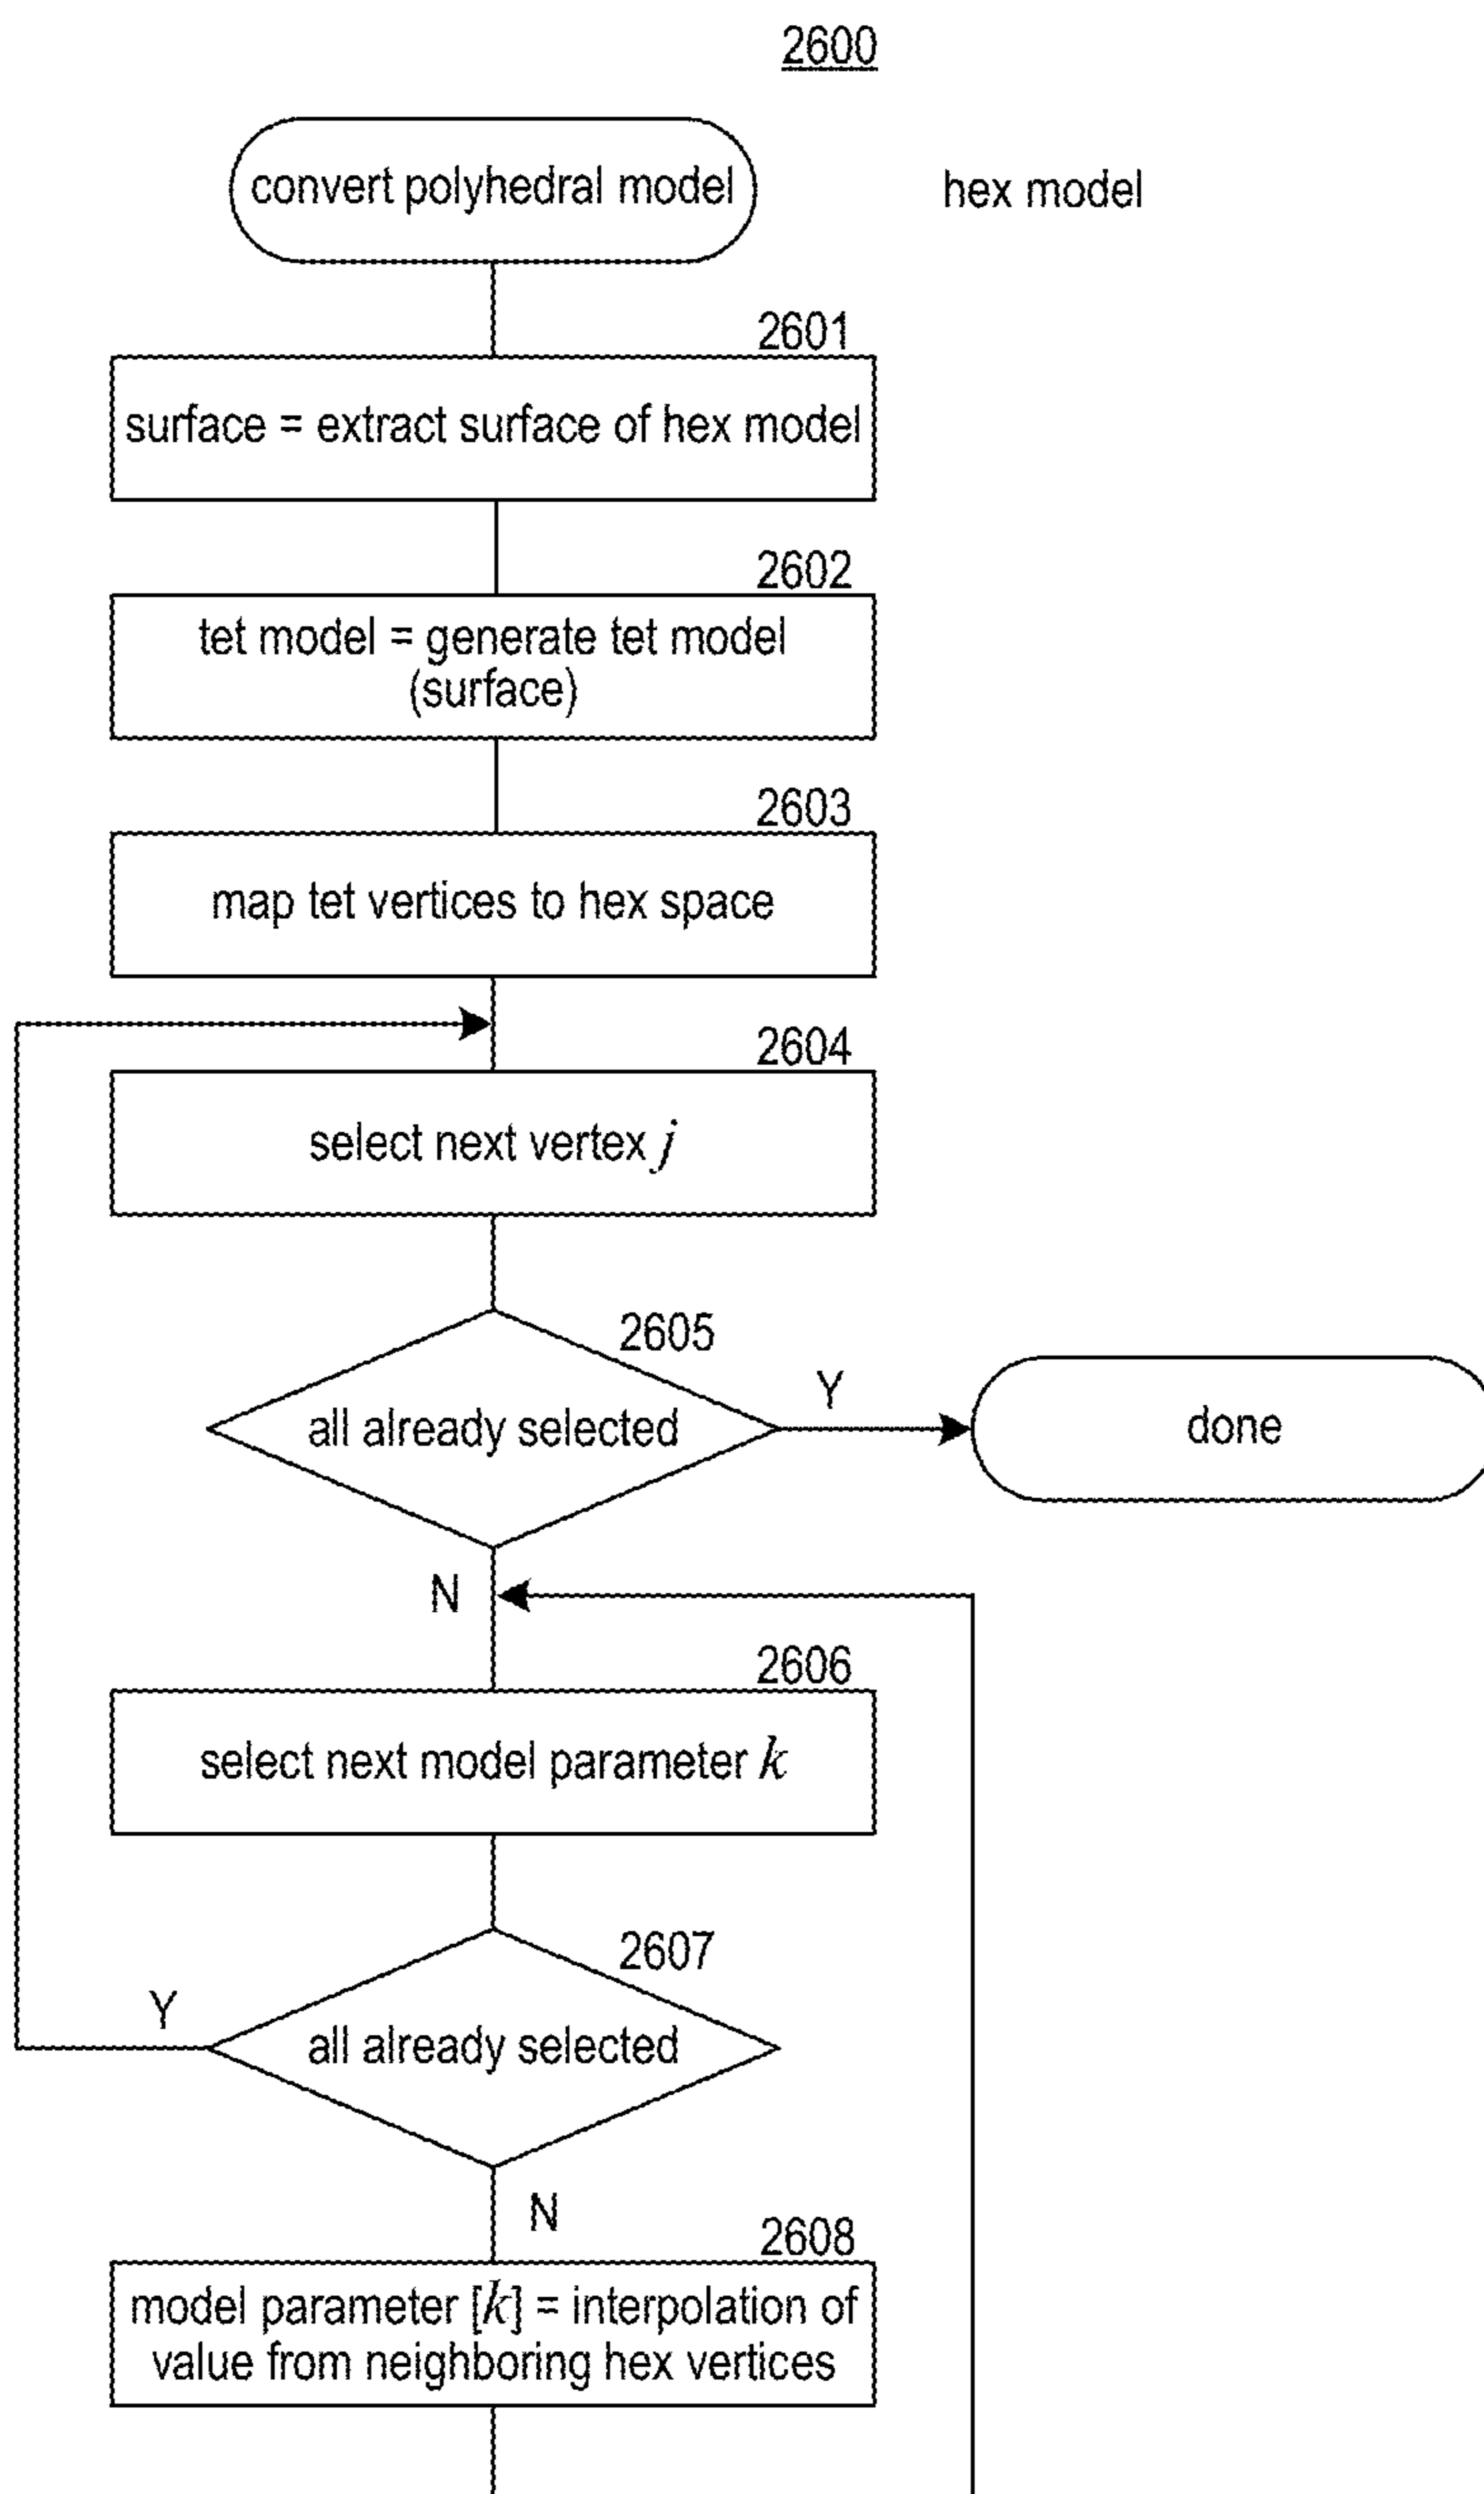 2600
convert polyhedral model
hex model
2601
surface = extract surface of hex model
2602
tet model = generate tet model
(surface)
2603
map tet vertices to hex space
2604
select next vertex j
2605
all already selected
Y
done
N
2606
select next model parameter k
2607
all already selected
Y
N
2608
model parameter [k] = interpolation of
value from neighboring hex vertices